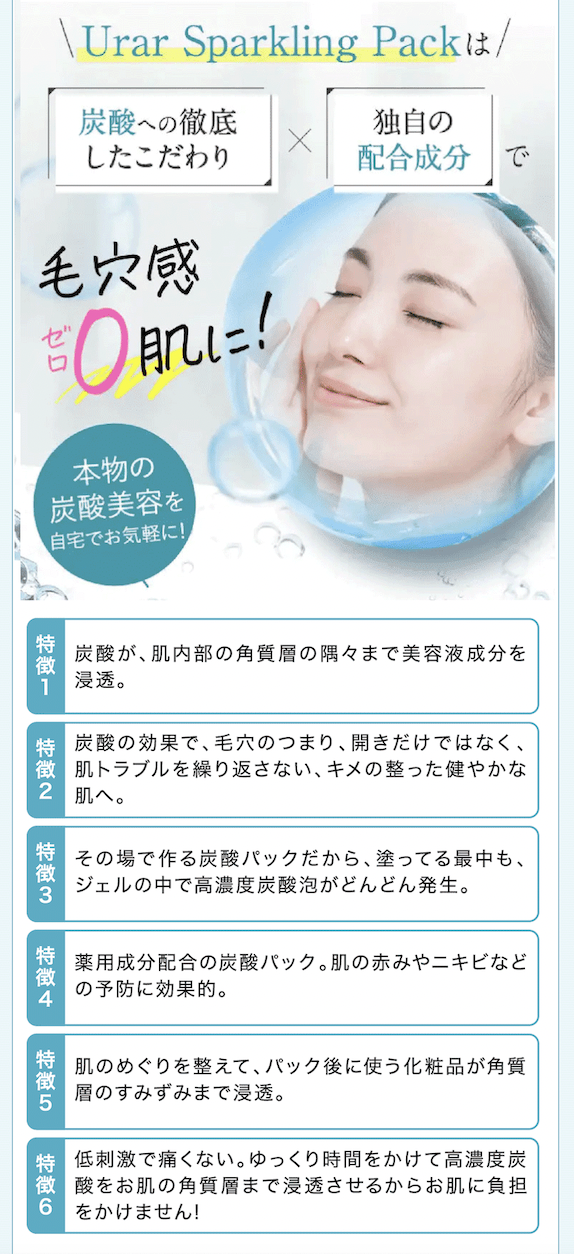 Urar Sparkling Packは
炭酸への徹底
したこだわり
×
独自の
配合成分
で
毛穴感
ゼロ
0肌に!
本物の
炭酸美容を
自宅でお気軽に!
特徴1
炭酸が、肌内部の角質層の隅々まで美容液成分を
浸透。
特徴2
炭酸の効果で、毛穴のつまり、開きだけではなく、
肌トラブルを繰り返さない、キメの整った健やかな
肌へ。
特徴3
その場で作る炭酸パックだから、塗ってる最中も、
ジェルの中で高濃度炭酸泡がどんどん発生。
特徴4
薬用成分配合の炭酸パック。肌の赤みやニキビなど
の予防に効果的。
特徴5
肌のめぐりを整えて、パック後に使う化粧品が角質
層のすみずみまで浸透。
特徴6
低刺激で痛くない。ゆっくり時間をかけて高濃度炭
酸をお肌の角質層まで浸透させるからお肌に負担
をかけません!